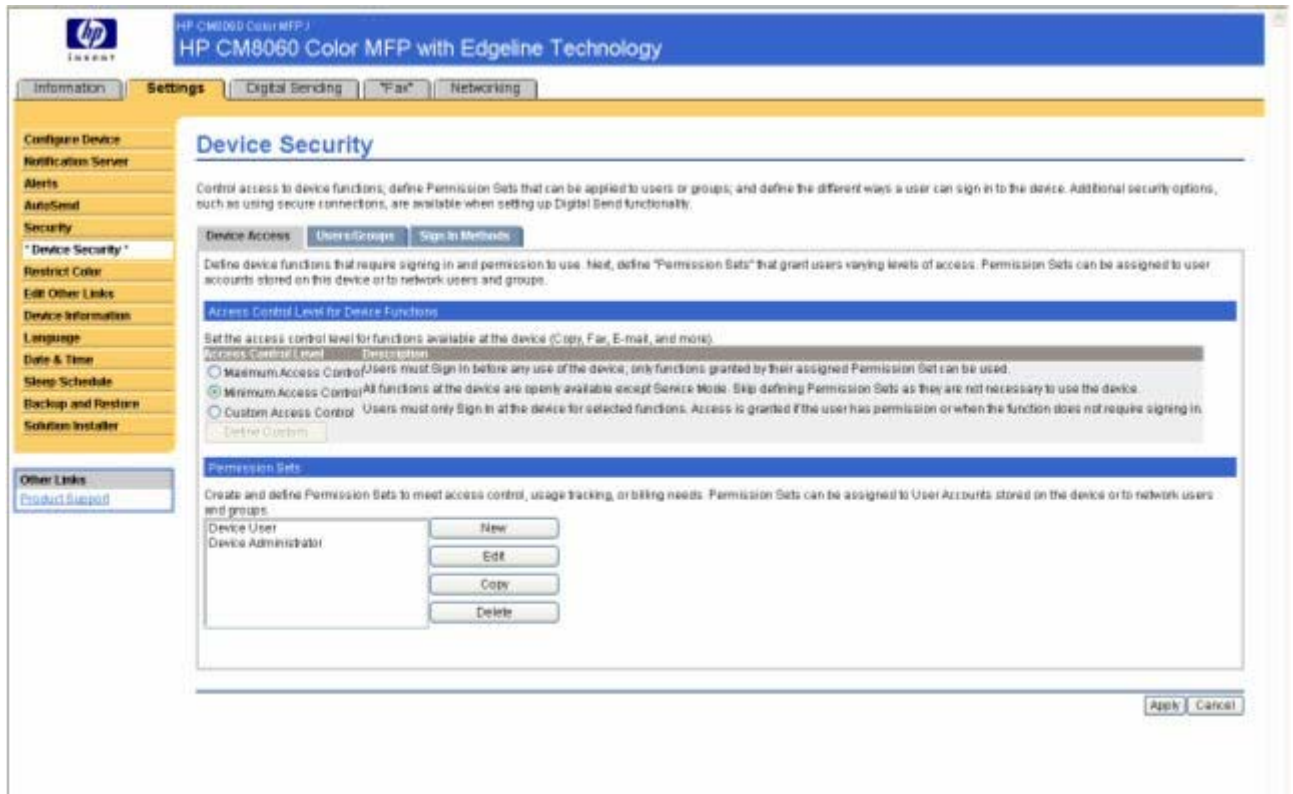 hp
invent
HP CM8060 Color MFP /
HP CM8060 Color MFP with Edgeline Technology
Information
Settings
Digital Sending
"Fax"
Networking
Configure Device
Notification Server
Alerts
AutoSend
Security
* Device Security *
Restrict Color
Edit Other Links
Device Information
Language
Date & Time
Sleep Schedule
Backup and Restore
Solution Installer
Other Links
Product Support
Device Security
Control access to device functions; define Permission Sets that can be applied to users or groups; and define the different ways a user can sign in to the device. Additional security options,
such as using secure connections, are available when setting up Digital Send functionality.
Device Access
Users/Groups
Sign In Methods
Define device functions that require signing in and permission to use. Next, define "Permission Sets" that grant users varying levels of access. Permission Sets can be assigned to user
accounts stored on this device or to network users and groups.
Access Control Level for Device Functions
Set the access control level for functions available at the device (Copy, Fax, E-mail, and more).
Access Control Level Description
Maximum Access Control Users must Sign In before any use of the device; only functions granted by their assigned Permission Set can be used.
Minimum Access Control All functions at the device are openly available except Service Mode. Skip defining Permission Sets as they are not necessary to use the device.
Custom Access Control Users must only Sign In at the device for selected functions. Access is granted if the user has permission or when the function does not require signing in.
Define Custom
Permission Sets
Create and define Permission Sets to meet access control, usage tracking, or billing needs. Permission Sets can be assigned to User Accounts stored on the device or to network users
and groups.
Device User
Device Administrator
New
Edit
Copy
Delete
Apply
Cancel